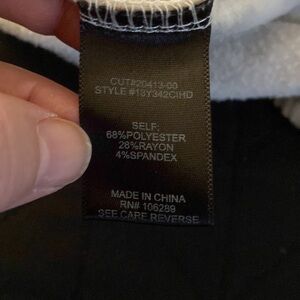 CUT#20413-00
STYLE #13Y342CIHD
SELF:
68%POLYESTER
28%RAYON
4%SPANDEX
MADE IN CHINA
RN# 106289
SEE CARE REVERSE